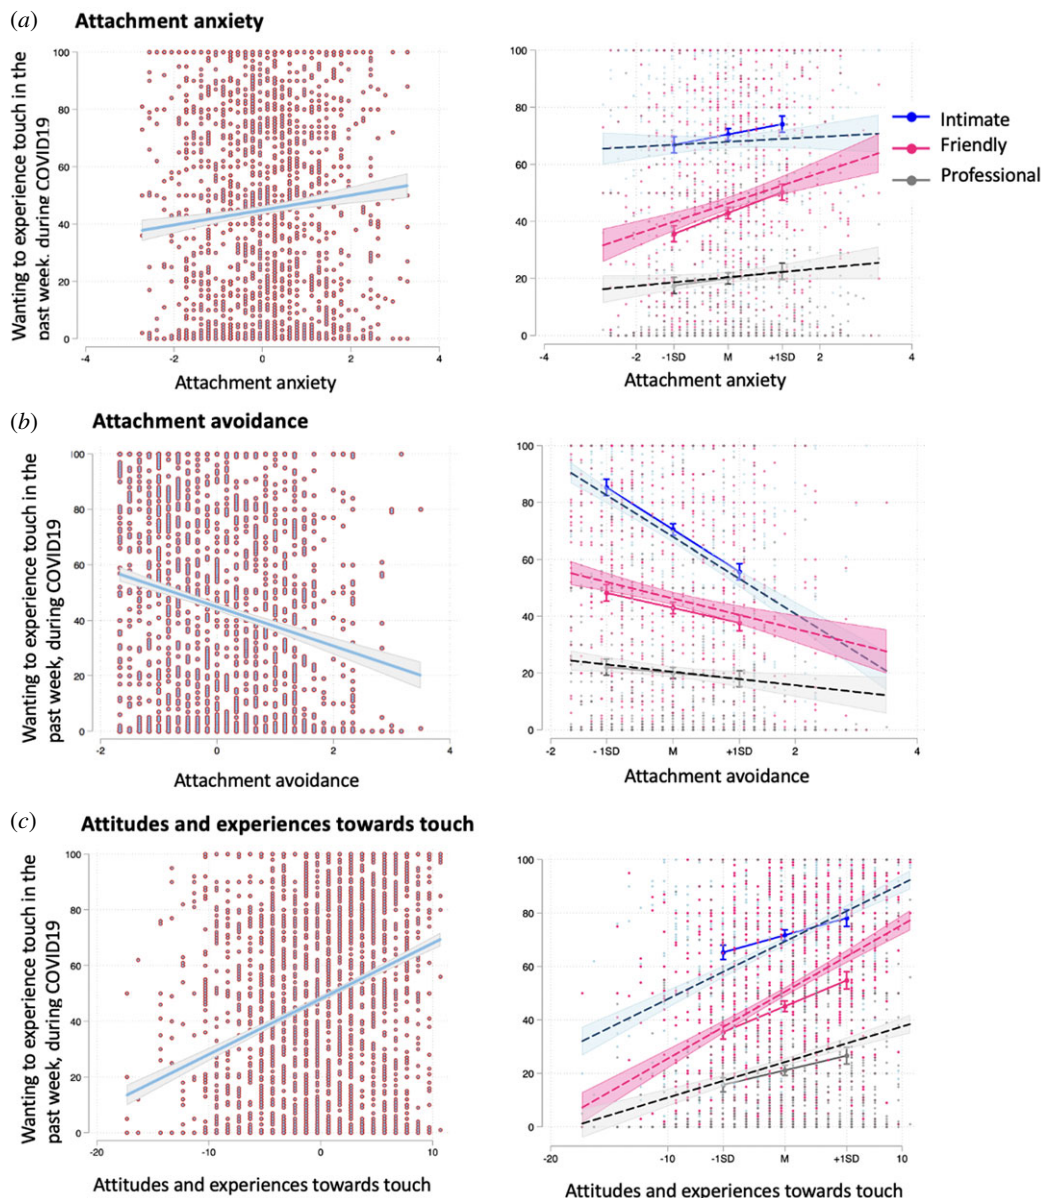 (a) Attachment anxiety
Wanting to experience touch in the
past week. during COVID19
100
80
60
40
20
0
-4 -2 0 2 4
Attachment anxiety
100
80
60
40
20
0
-4 -2 -1SD M +1SD 2 4
Attachment anxiety
Intimate
Friendly
Professional
(b) Attachment avoidance
Wanting to experience touch in the
past week, during COVID19
100
80
60
40
20
0
-2 0 2 4
Attachment avoidance
100
80
60
40
20
0
-2 - 1SD M +1SD 2 4
Attachment avoidance
(c) Attitudes and experiences towards touch
Wanting to experience touch in the
past week, during COVID19
100
80
60
40
20
0
-20 -10 0 10
Attitudes and experiences towards touch
100
80
60
40
20
0
-20 -10 -1SD M +1SD 10
Attitudes and experiences towards touch